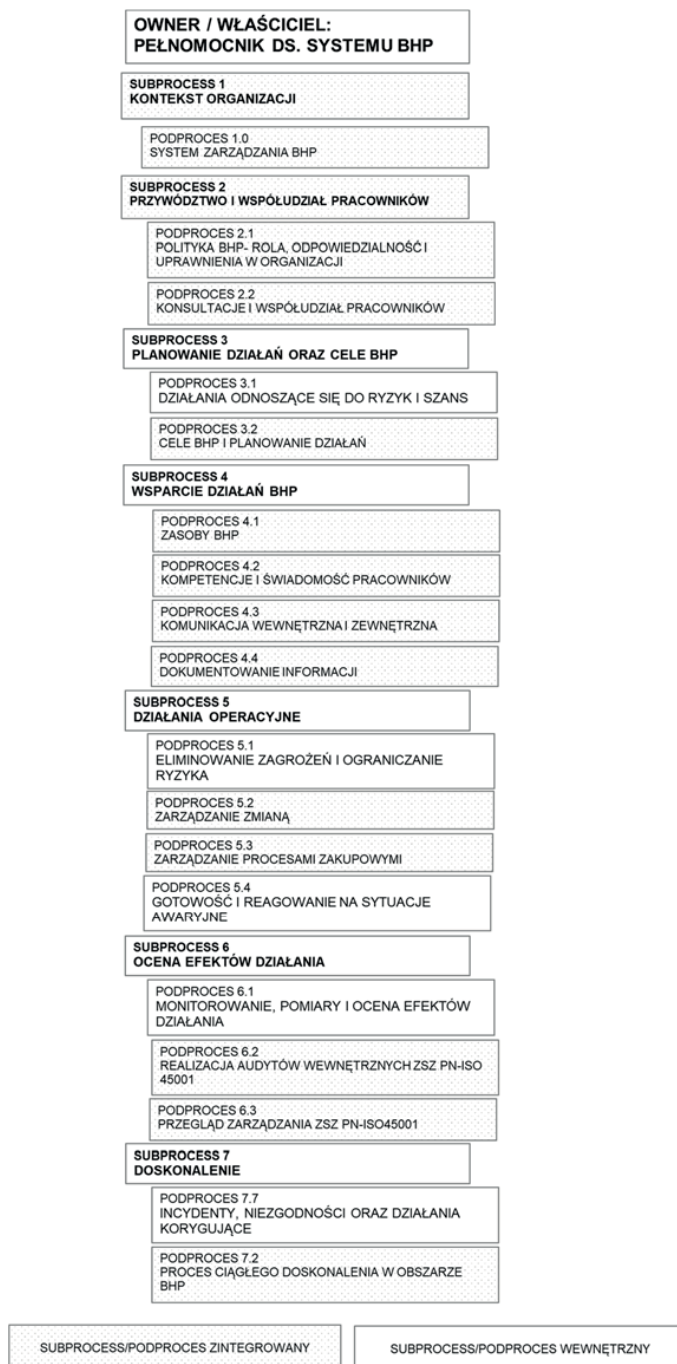 OWNER / WŁAŚCICIEL:
PEŁNOMOCNIK DS. SYSTEMU BHP
SUBPROCESS 1
KONTEKST ORGANIZACJI
PODPROCES 1.0
SYSTEM ZARZĄDZANIA BHP
SUBPROCESS 2
PRZYWÓDZTWO I WSPÓŁUDZIAŁ PRACOWNIKÓW
PODPROCES 2.1
POLITYKA BHP- ROLA, ODPOWIEDZIALNOŚĆ I
UPRAWNIENIA W ORGANIZACJI
PODPROCES 2.2
KONSULTACJE I WSPÓŁUDZIAŁ PRACOWNIKÓW
SUBPROCESS 3
PLANOWANIE DZIAŁAŃ ORAZ CELE BHP
PODPROCES 3.1
DZIAŁANIA ODNOSZĄCE SIĘ DO RYZYK I SZANS
PODPROCES 3.2
CELE BHP I PLANOWANIE DZIAŁAŃ
SUBPROCESS 4
WSPARCIE DZIAŁAŃ BHP
PODPROCES 4.1
ZASOBY BHP
PODPROCES 4.2
KOMPETENCJE I ŚWIADOMOŚĆ PRACOWNIKÓW
PODPROCES 4.3
KOMUNIKACJA WEWNĘTRZNA I ZEWNĘTRZNA
PODPROCES 4.4
DOKUMENTOWANIE INFORMACJI
SUBPROCESS 5
DZIAŁANIA OPERACYJNE
PODPROCES 5.1
ELIMINOWANIE ZAGROŻEŃ I OGRANICZANIE
RYZYKA
PODPROCES 5.2
ZARZĄDZANIE ZMIANĄ
PODPROCES 5.3
ZARZĄDZANIE PROCESAMI ZAKUPOWYMI
PODPROCES 5.4
GOTOWOŚĆ I REAGOWANIE NA SYTUACJE
AWARYJNE
SUBPROCESS 6
OCENA EFEKTÓW DZIAŁANIA
PODPROCES 6.1
MONITOROWANIE, POMIARY I OCENA EFEKTÓW
DZIAŁANIA
PODPROCES 6.2
REALIZACJA AUDYTÓW WEWNĘTRZNYCH ZSZ PN-ISO
45001
PODPROCES 6.3
PRZEGLĄD ZARZĄDZANIA ZSZ PN-ISO45001
SUBPROCESS 7
DOSKONALENIE
PODPROCES 7.7
INCYDENTY, NIEZGODNOŚCI ORAZ DZIAŁANIA
KORYGUJĄCE
PODPROCES 7.2
PROCES CIĄGŁEGO DOSKONALENIA W OBSZARZE
BHP
SUBPROCESS/PODPROCES ZINTEGROWANY
SUBPROCESS/PODPROCES WEWNĘTRZNY